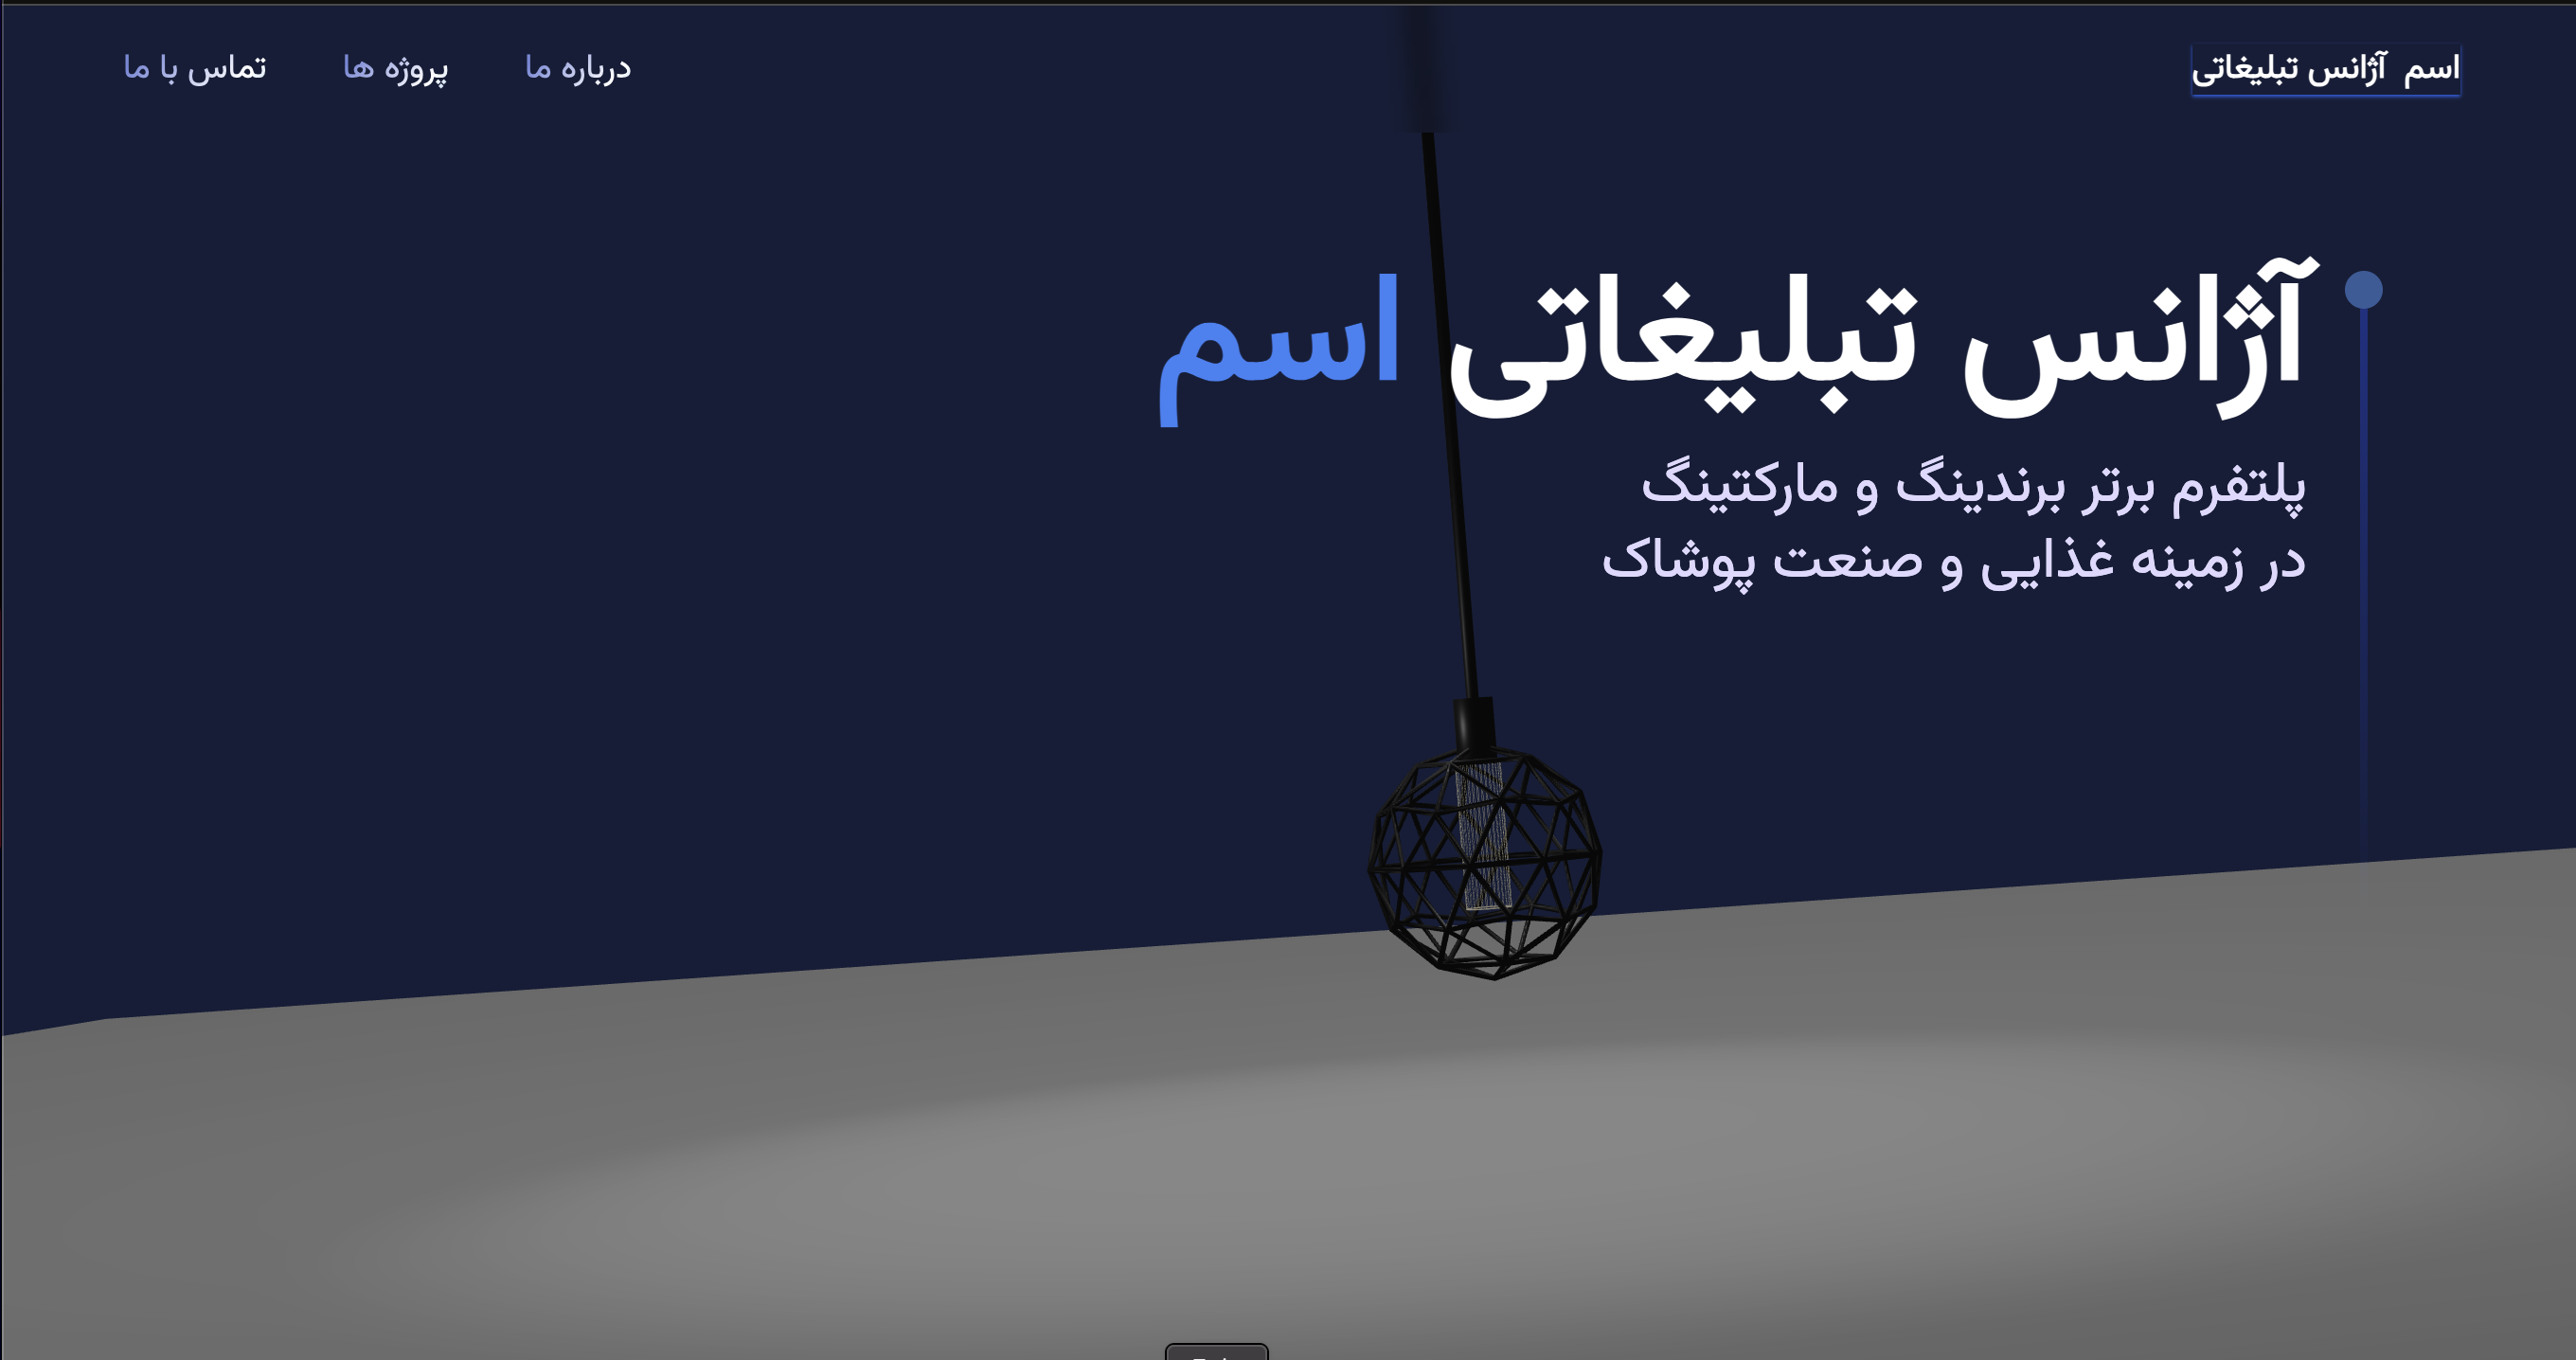 اسم آژانس تبلیغاتی
درباره ما
پروژه ها
تماس با ما
آژانس تبلیغاتی اسم
پلتفرم برتر برندینگ و مارکتینگ
در زمینه غذایی و صنعت پوشاک